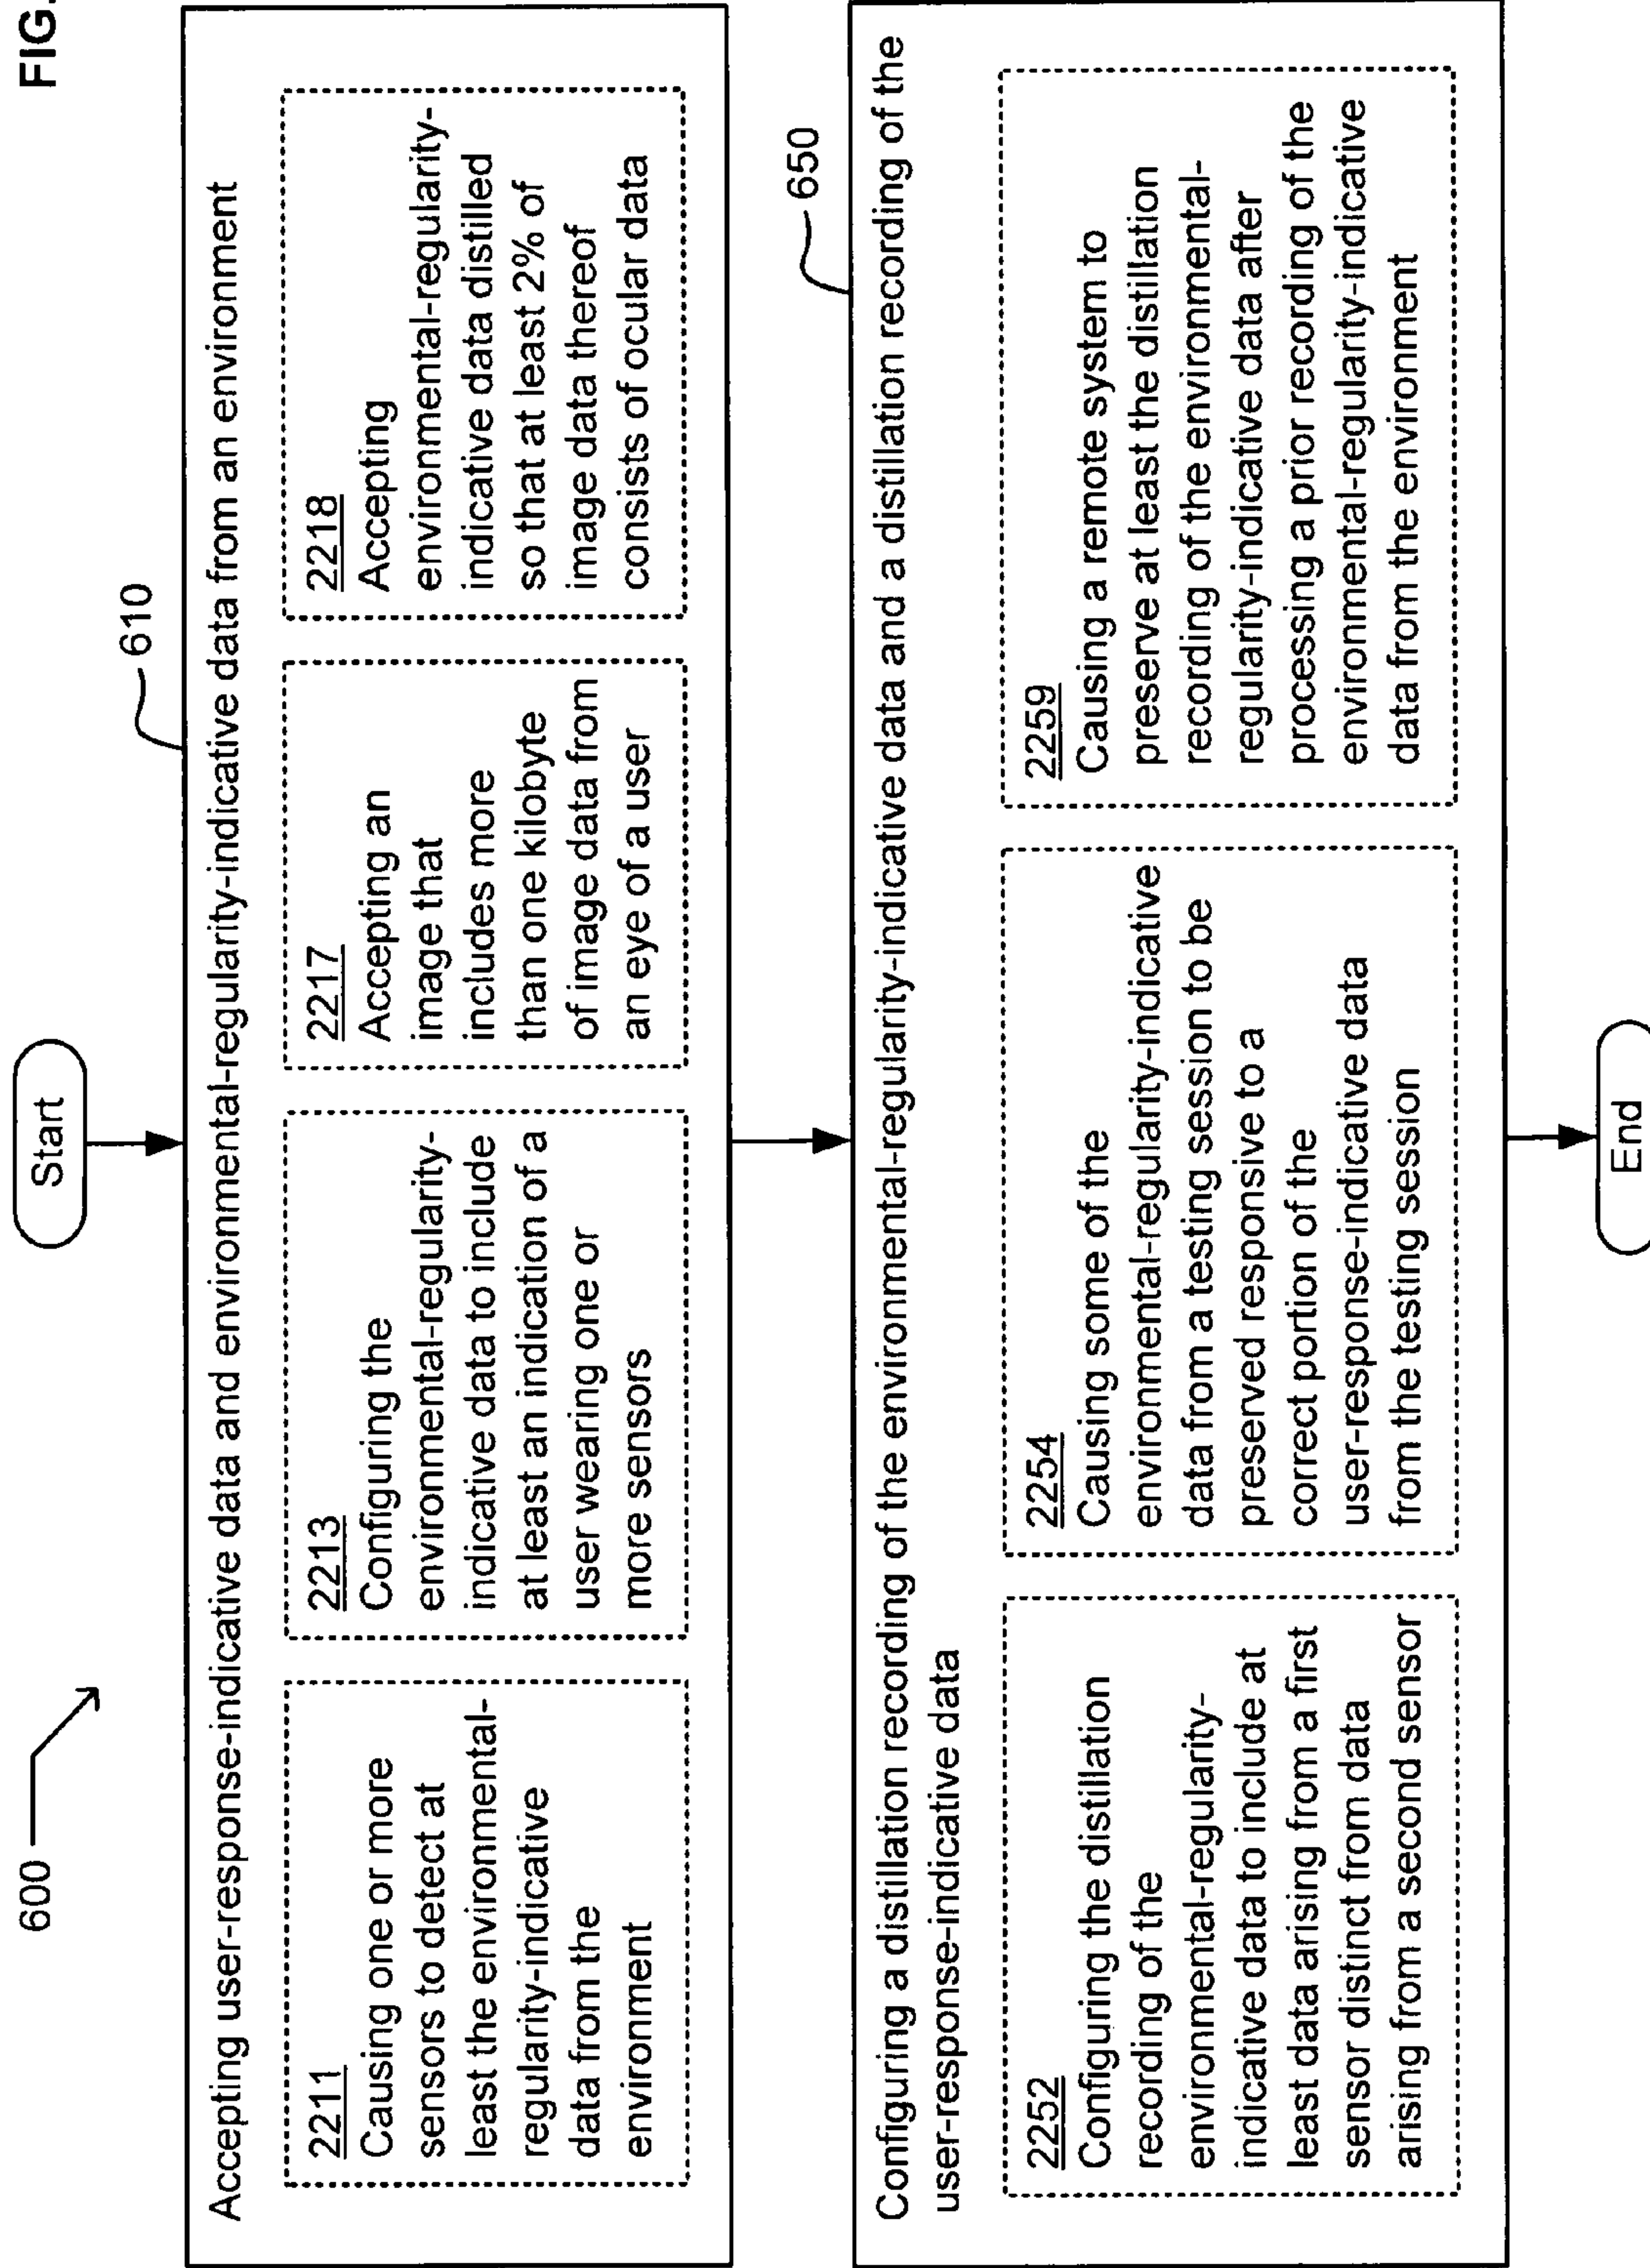 FIG.
600
Start
610
Accepting user-response-indicative data and environmental-regularity-indicative data from an environment
2211
Causing one or more
sensors to detect at
least the environmental-
regularity-indicative
data from the
environment
2213
Configuring the
environmental-regularity-
indicative data to include
at least an indication of a
user wearing one or
more sensors
2217
Accepting an
image that
includes more
than one kilobyte
of image data from
an eye of a user
2218
Accepting
environmental-regularity-
indicative data distilled
so that at least 2% of
image data thereof
consists of ocular data
650
Configuring a distillation recording of the environmental-regularity-indicative data and a distillation recording of the
user-response-indicative data
2252
Configuring the distillation
recording of the
environmental-regularity-
indicative data to include at
least data arising from a first
sensor distinct from data
arising from a second sensor
2254
Causing some of the
environmental-regularity-indicative
data from a testing session to be
preserved responsive to a
correct portion of the
user-response-indicative data
from the testing session
2259
Causing a remote system to
preserve at least the distillation
recording of the environmental-
regularity-indicative data after
processing a prior recording of the
environmental-regularity-indicative
data from the environment
End